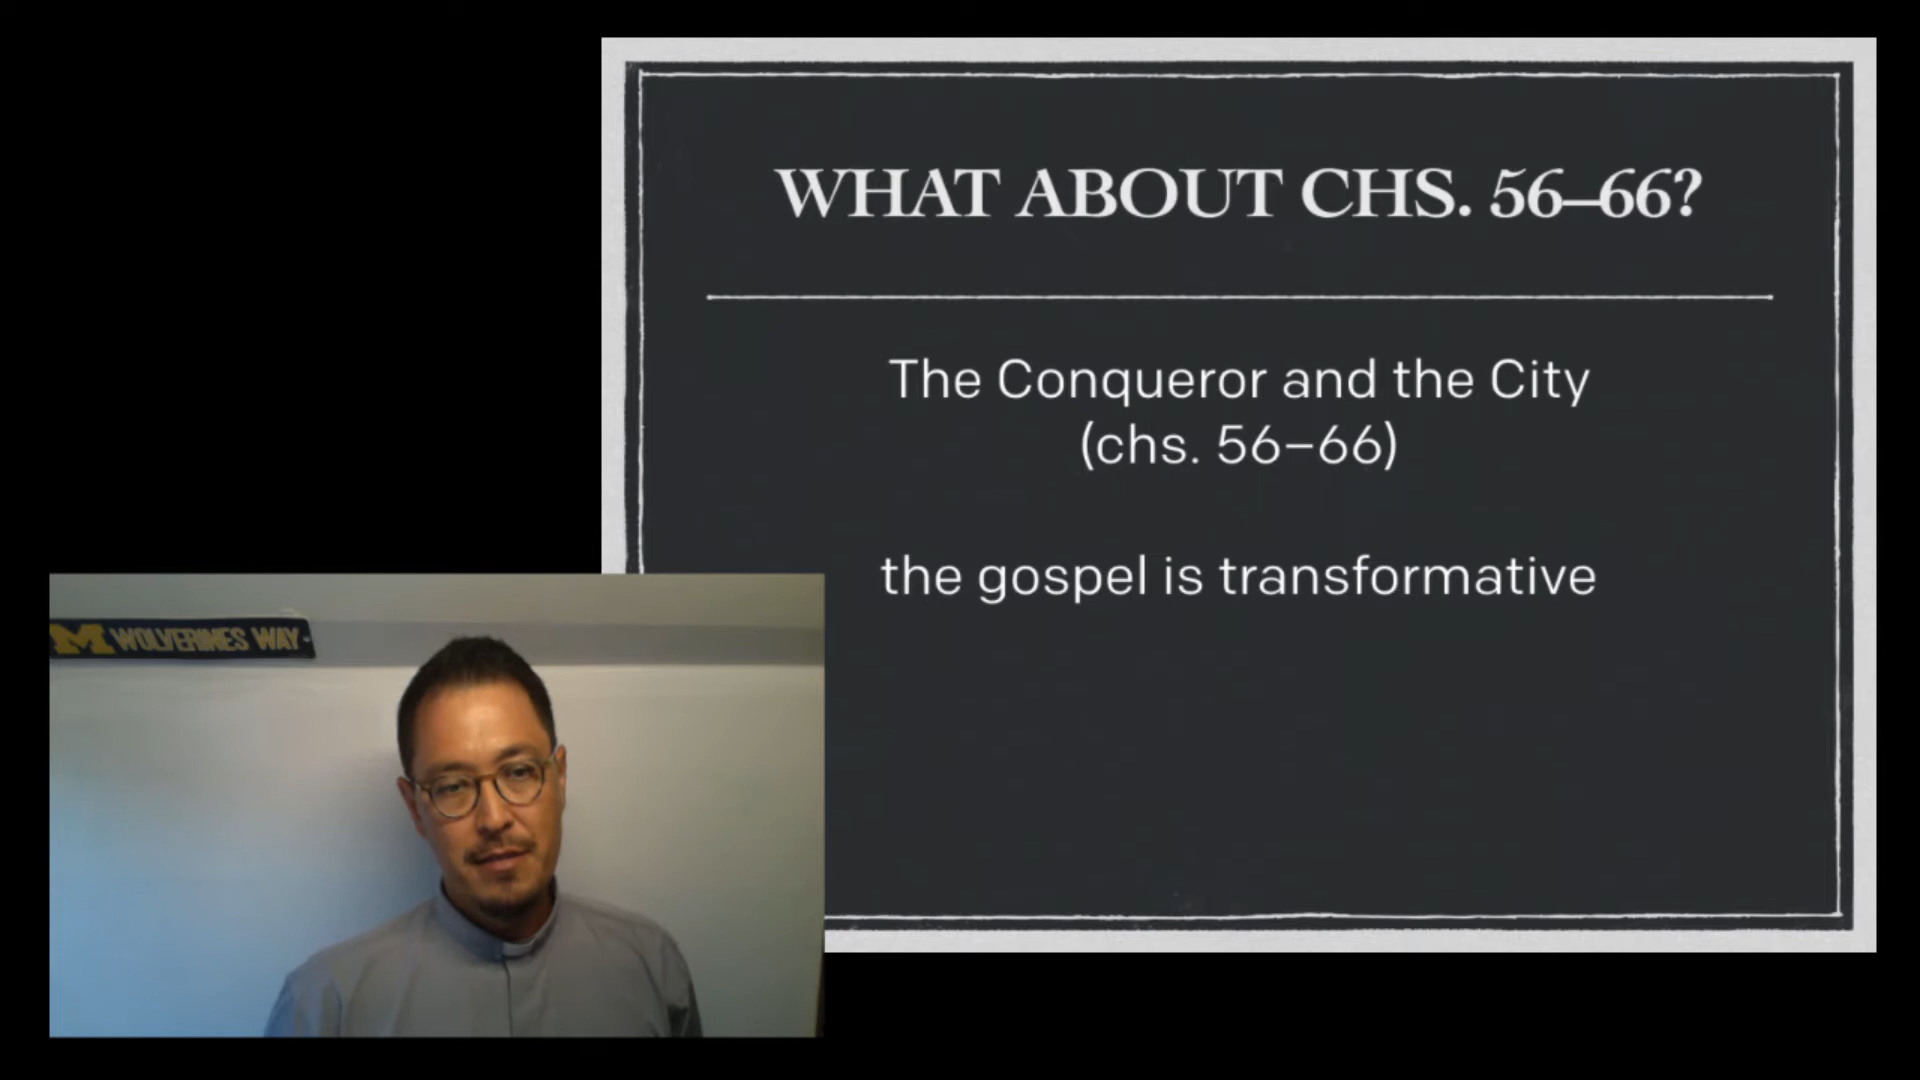 WHAT ABOUT CHS. 56–66?
The Conqueror and the City
(chs. 56–66)
the gospel is transformative
M WOLVERINES WAY